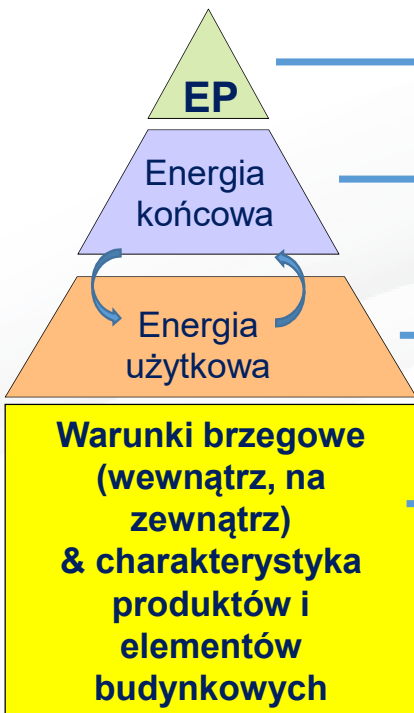 EP
Energia
końcowa
Energia
użytkowa
Warunki brzegowe
(wewnątrz, na
zewnątrz)
& charakterystyka
produktów i
elementów
budynkowych